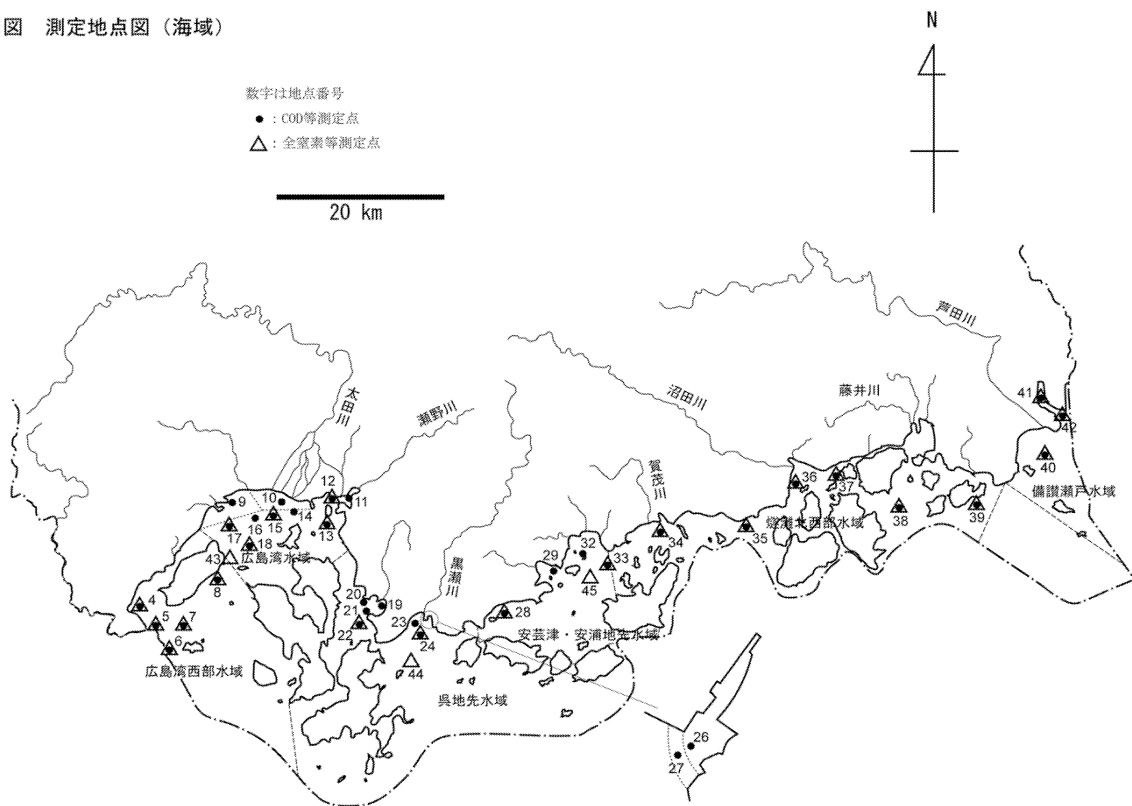 図 測定地点図（海域）
N
数字は地点番号
●：COD等測定点
△：全窒素等測定点
20 km
芦田川
太田川
瀬野川
沼田川
藤井川
賀茂川
黒瀬川
41
42
40
備讃瀬戸水域
36
37
38
39
燧灘北西部水域
35
34
12
11
9
10
14
15
16
17
18
13
43
広島湾水域
8
4
5
7
6
広島湾西部水域
32
29
33
45
28
安芸津・安浦地先水域
20
19
21
22
23
24
44
呉地先水域
26
27